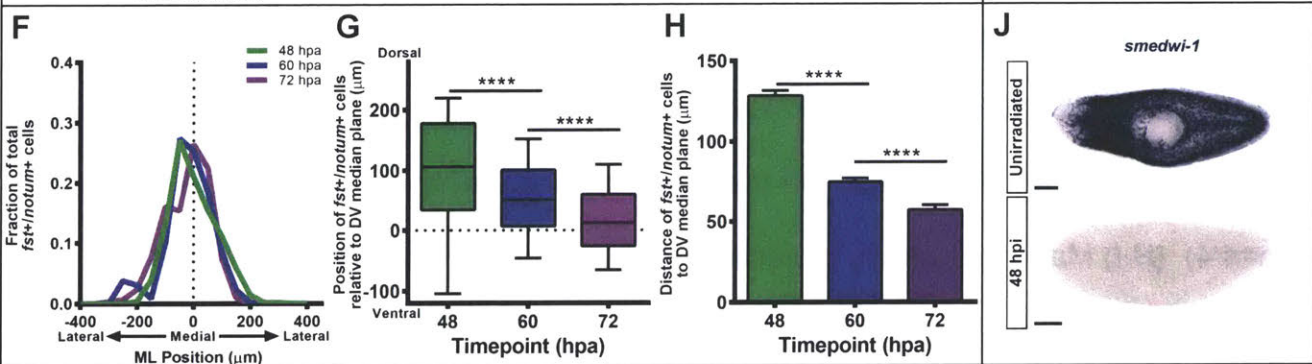 F
48 hpa
60 hpa
72 hpa
Fraction of total
fst+/notum+ cells
0.4
0.3
0.2
0.1
0.0
-400 -200 0 200 400
Lateral Medial Lateral
ML Position (µm)
G
Dorsal
Position of fst+/notum+ cells
relative to DV median plane (µm)
200
100
0
-100
Ventral
****
****
48 60 72
Timepoint (hpa)
H
Distance of fst+/notum+ cells
to DV median plane (µm)
150
100
50
0
****
****
48 60 72
Timepoint (hpa)
J
smedwi-1
Unirradiated
48 hpi